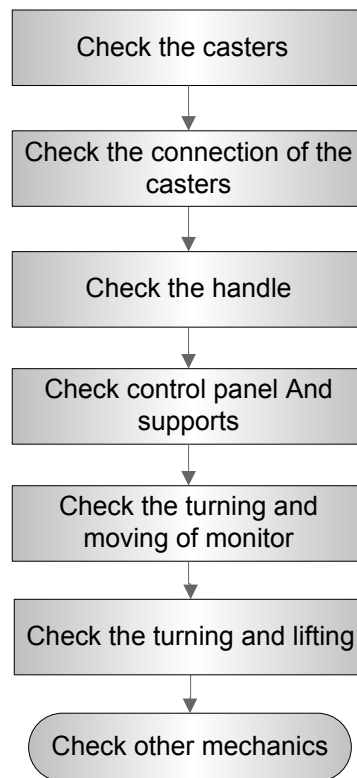 Check the casters
Check the connection of the
casters
Check the handle
Check control panel And
supports
Check the turning and
moving of monitor
Check the turning and lifting
Check other mechanics